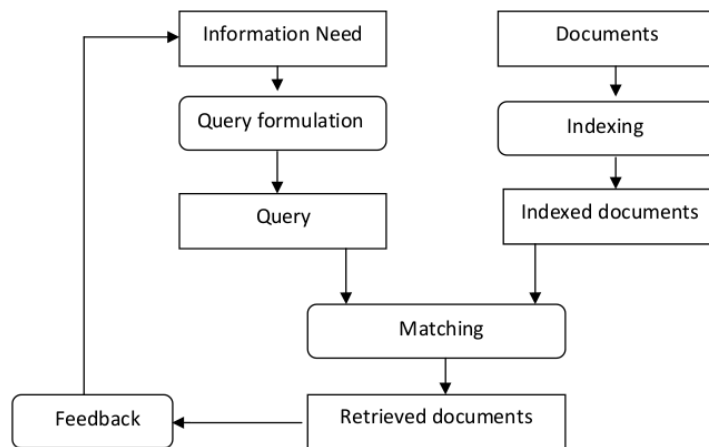 Information Need
Documents
Query formulation
Indexing
Query
Indexed documents
Matching
Feedback
Retrieved documents